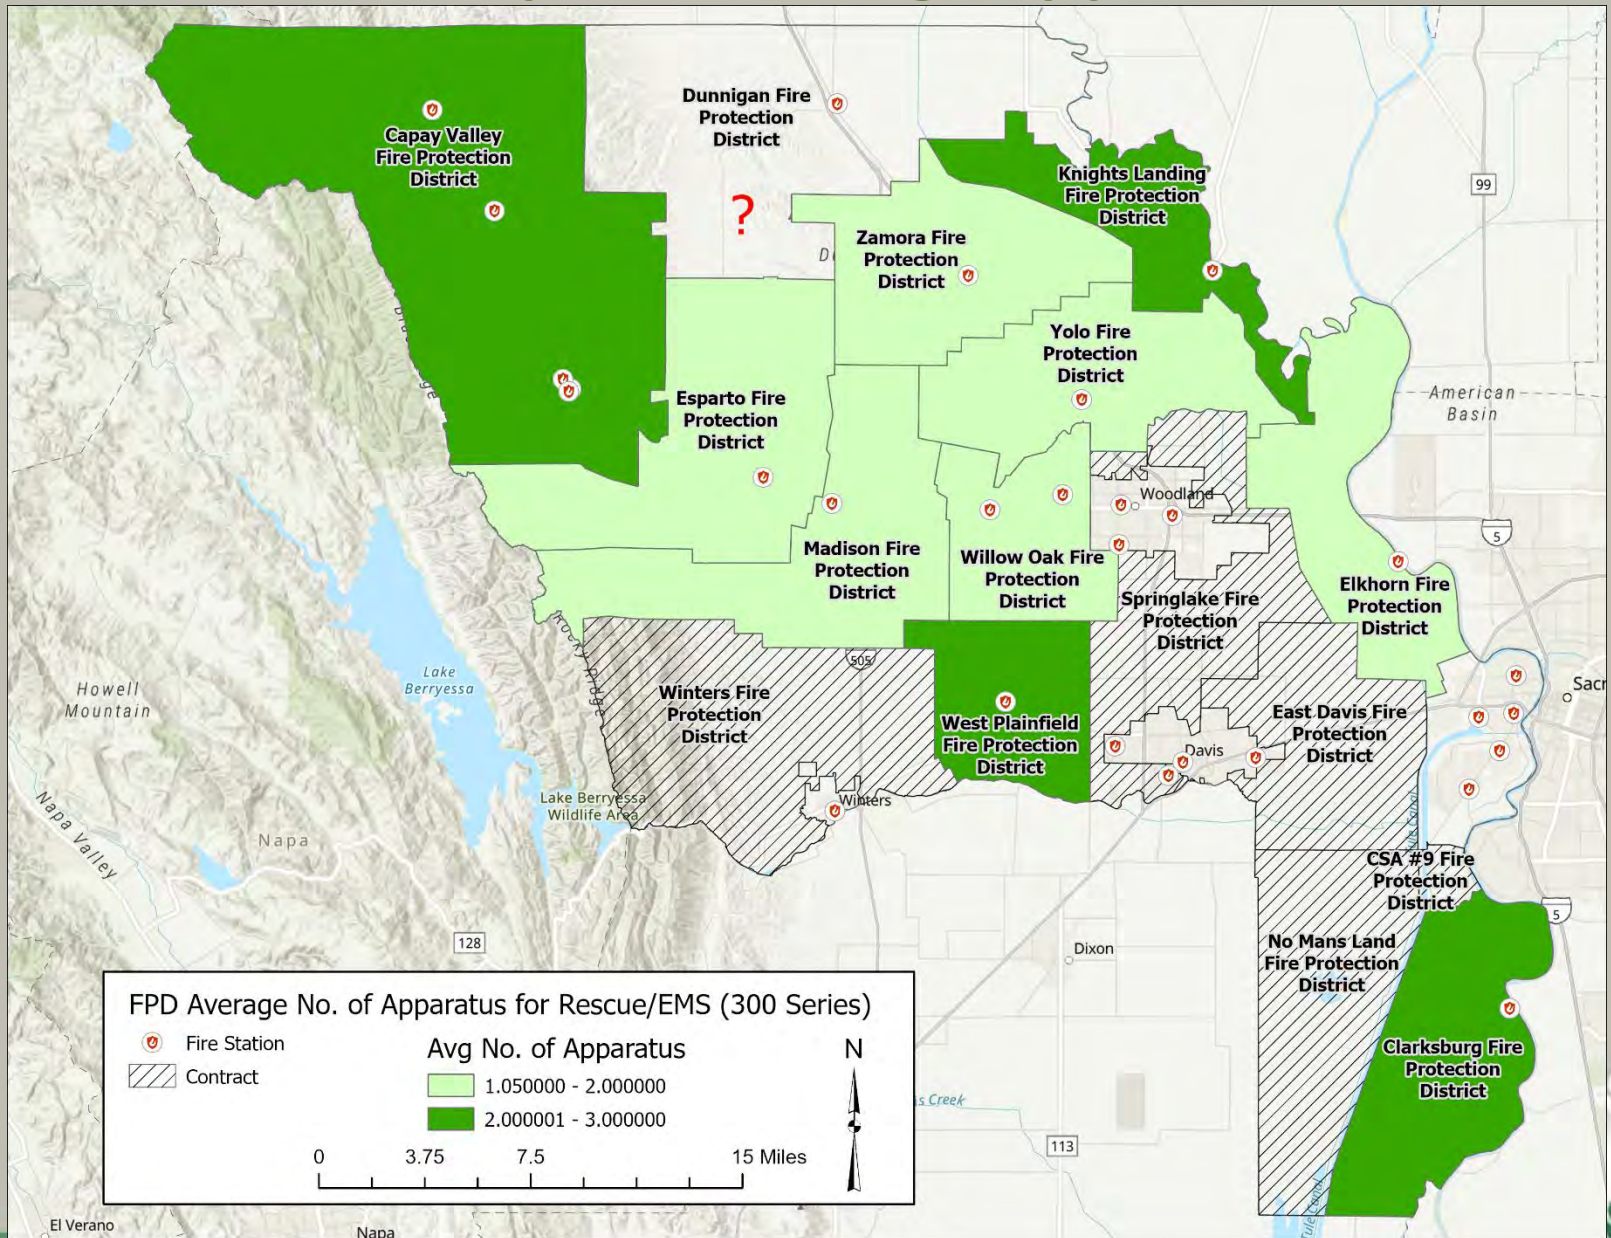 Dunnigan Fire
Protection
District
?
Capay Valley
Fire Protection
District
Knights Landing
Fire Protection
District
99
Zamora Fire
Protection
District
Yolo Fire
Protection
District
American
Basin
Esparto Fire
Protection
District
Woodland
5
Madison Fire
Protection
District
Willow Oak Fire
Protection
District
Springlake Fire
Protection
District
Elkhorn Fire
Protection
District
Rocky Ridge
505
Lake
Berryessa
Howell
Mountain
Sacr
Winters Fire
Protection
District
West Plainfield
Fire Protection
District
East Davis Fire
Protection
District
Davis
Lake Berryessa
Wildlife Area
Winters
Napa Valley
Napa
CSA #9 Fire
Protection
District
5
128
Dixon
No Mans Land
Fire Protection
District
Clarksburg Fire
Protection
District
s Creek
113
Tule Canal
FPD Average No. of Apparatus for Rescue/EMS (300 Series)
Fire Station
Contract
Avg No. of Apparatus
1.050000 - 2.000000
2.000001 - 3.000000
N
0 3.75 7.5 15 Miles
El Verano
Napa